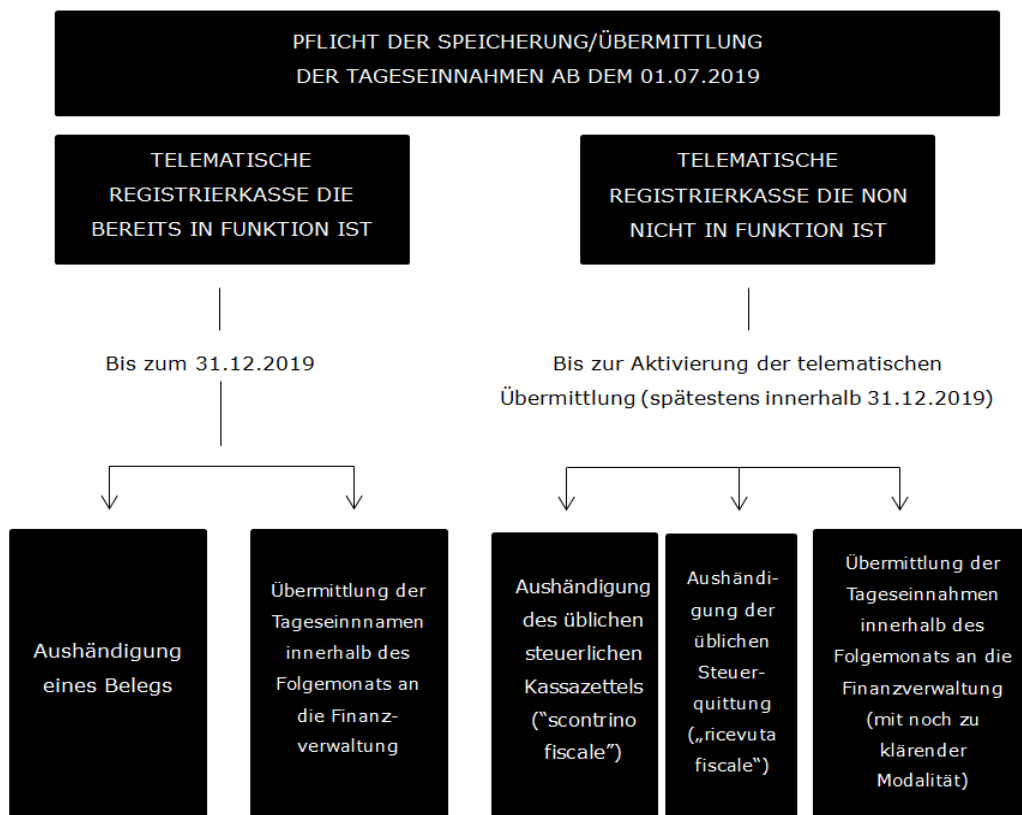 PFLICHT DER SPEICHERUNG/ÜBERMITTLUNG
DER TAGESEINNAHMEN AB DEM 01.07.2019
TELEMATISCHE
REGISTRIERKASSE DIE
BEREITS IN FUNKTION IST
TELEMATISCHE
REGISTRIERKASSE DIE NON
NICHT IN FUNKTION IST
Bis zum 31.12.2019
Bis zur Aktivierung der telematischen
Übermittlung (spätestens innerhalb 31.12.2019)
Aushändigung
eines Belegs
Übermittlung der
Tageseinnnamen
innerhalb des
Folgemonats an
die Finanz-
verwaltung
Aushändigung
des üblichen
steuerlichen
Kassazettels
(“scontrino
fiscale”)
Aushändi-
gung der
üblichen
Steuer-
quittung
(„ricevuta
fiscale“)
Übermittlung der
Tageseinnahmen
innerhalb des
Folgemonats an die
Finanzverwaltung
(mit noch zu
klärender
Modalität)